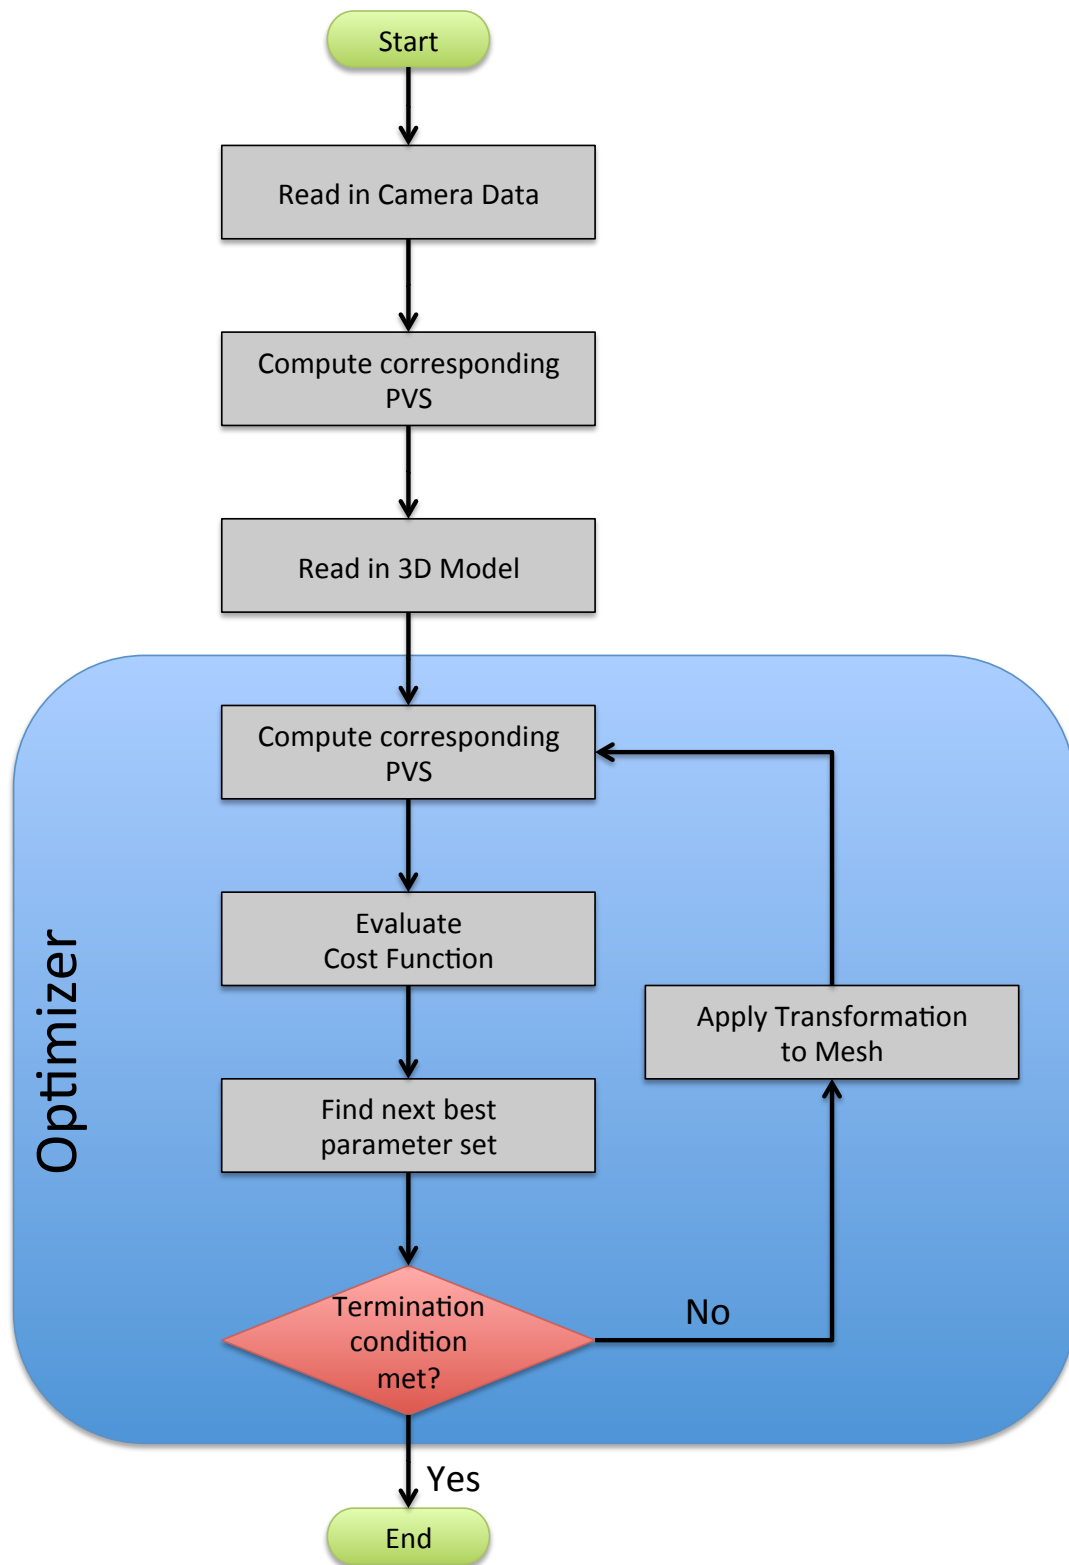 Start
Read in Camera Data
Compute corresponding
PVS
Read in 3D Model
Optimizer
Compute corresponding
PVS
Evaluate
Cost Function
Apply Transformation
to Mesh
Find next best
parameter set
Termination
condition
met?
No
Yes
End